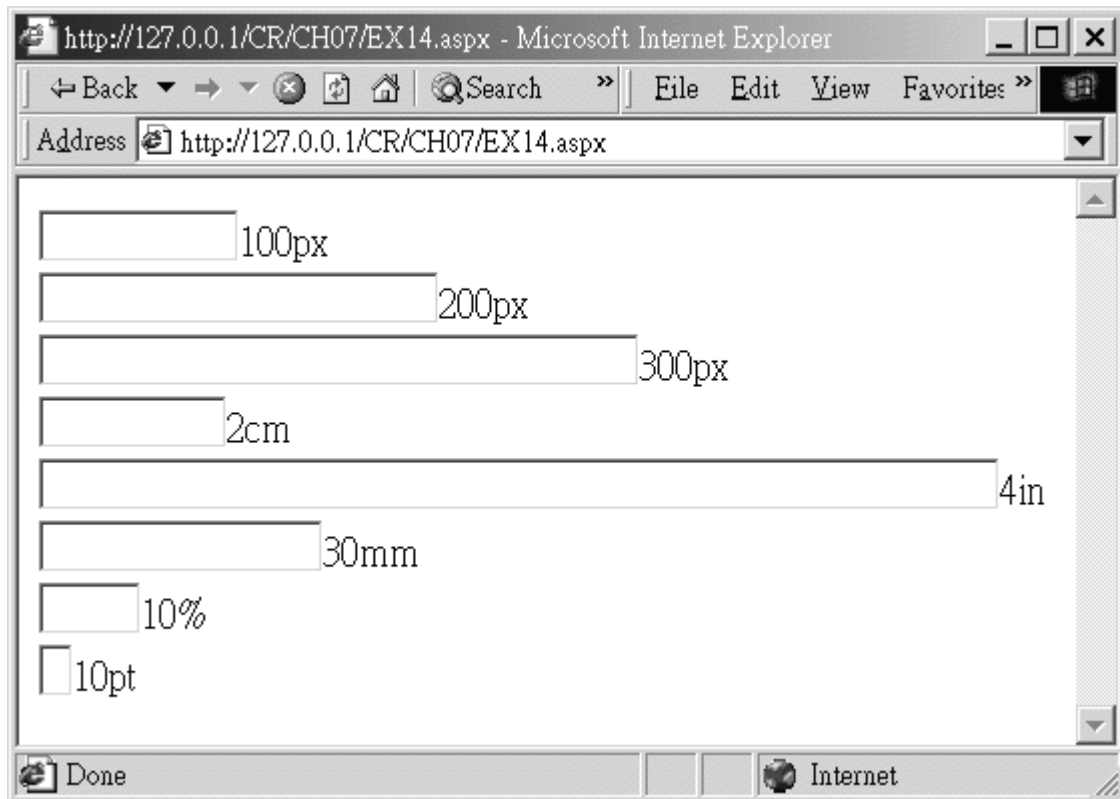 http://127.0.0.1/CR/CH07/EX14.aspx - Microsoft Internet Explorer
Back Search » File Edit View Favorites »
Address http://127.0.0.1/CR/CH07/EX14.aspx
100px
200px
300px
2cm
4in
30mm
10%
10pt
Done Internet